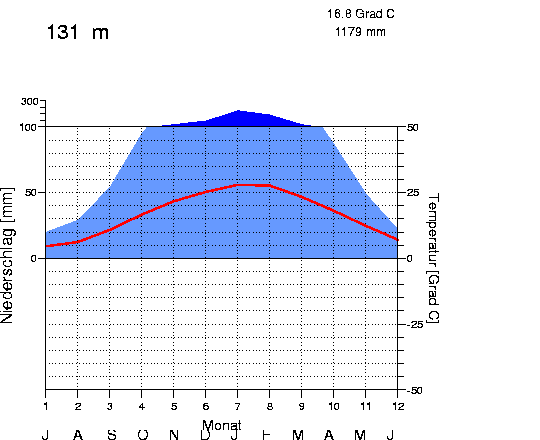 16.8 Grad C
131 m
1179 mm
300
100
50
50
25
0
0
-25
-50
Niederschlag [mm]
Temperatur [Grad C]
1 2 3 4 5 6 7 8 9 10 11 12
Monat
J A S O N D J F M A M J